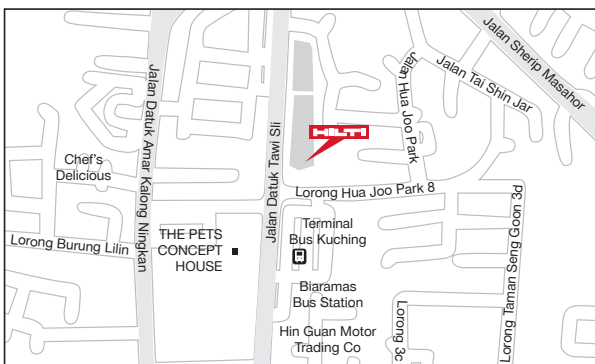 Jalan Sherip Masahor
Jalan Tai Shin Jar
Jalan Hua Joo Park
Jalan Datuk Amar Kalong Ningkan
Jalan Datuk Tawi Sli
HILTI
Chef's
Delicious
Lorong Hua Joo Park 8
Lorong Taman Seng Goon 3d
Terminal
Bus Kuching
THE PETS
CONCEPT
HOUSE
Lorong Burung Lilin
Biaramas
Bus Station
Lorong 3c
Hin Guan Motor
Trading Co